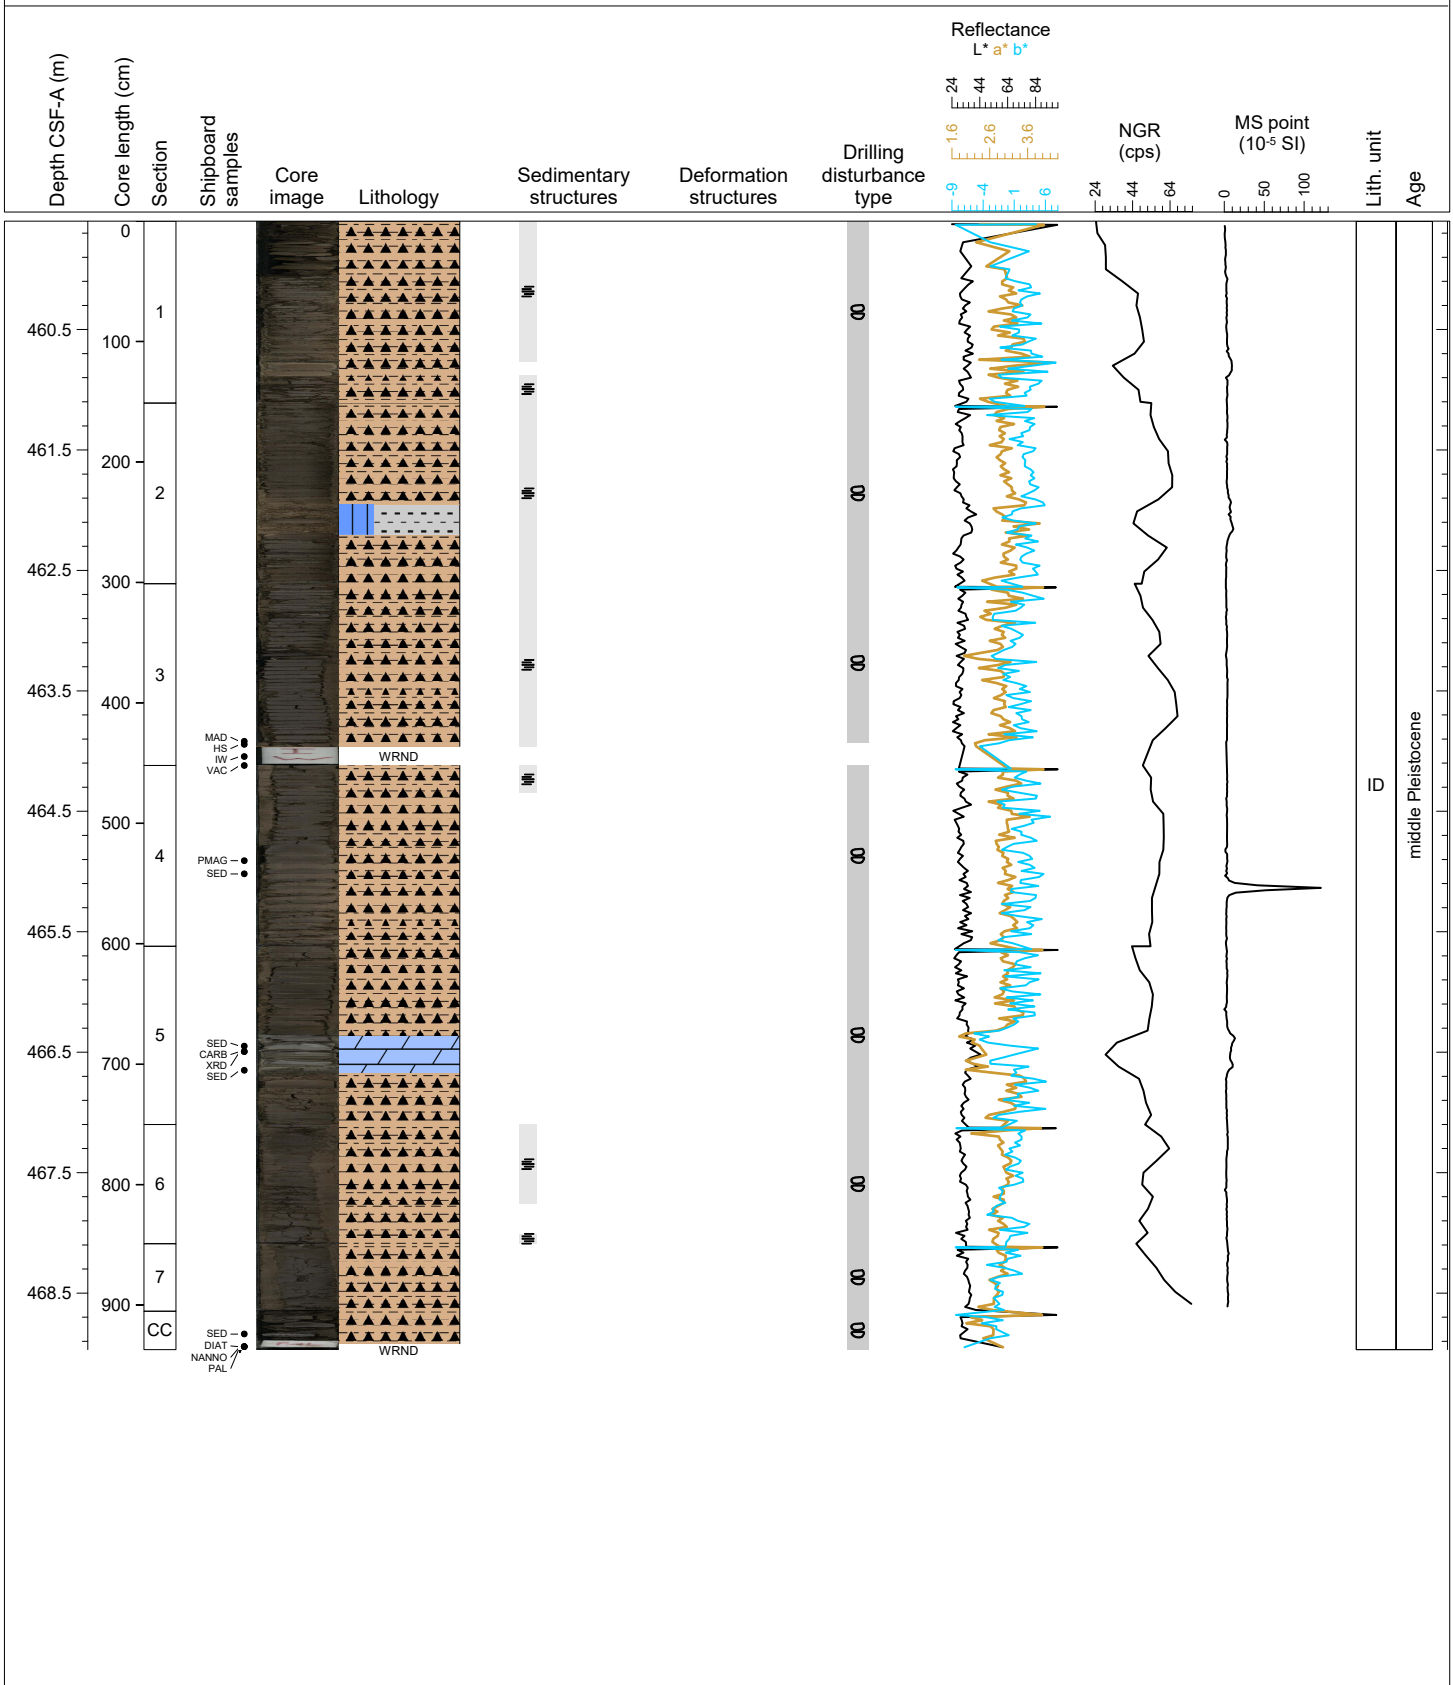 Depth CSF-A (m)
Core length (cm)
Section
Shipboard
samples
Core
image
Lithology
Sedimentary
structures
Deformation
structures
Drilling
disturbance
type
Reflectance
L* a* b*
24 44 64 84
1.6 2.6 3.6
-9 -4 1 6
NGR
(cps)
24 44 64
MS point
(10-5 SI)
0 50 100
Lith. unit
Age
0
1
460.5
100
461.5
200
2
462.5
300
3
463.5
400
MAD
HS
IW
VAC
WRND
464.5
500
4
PMAG
SED
465.5
600
5
SED
CARB
XRD
SED
466.5
700
467.5
800
6
7
468.5
900
CC
SED
DIAT
NANNO
PAL
WRND
ID
middle Pleistocene